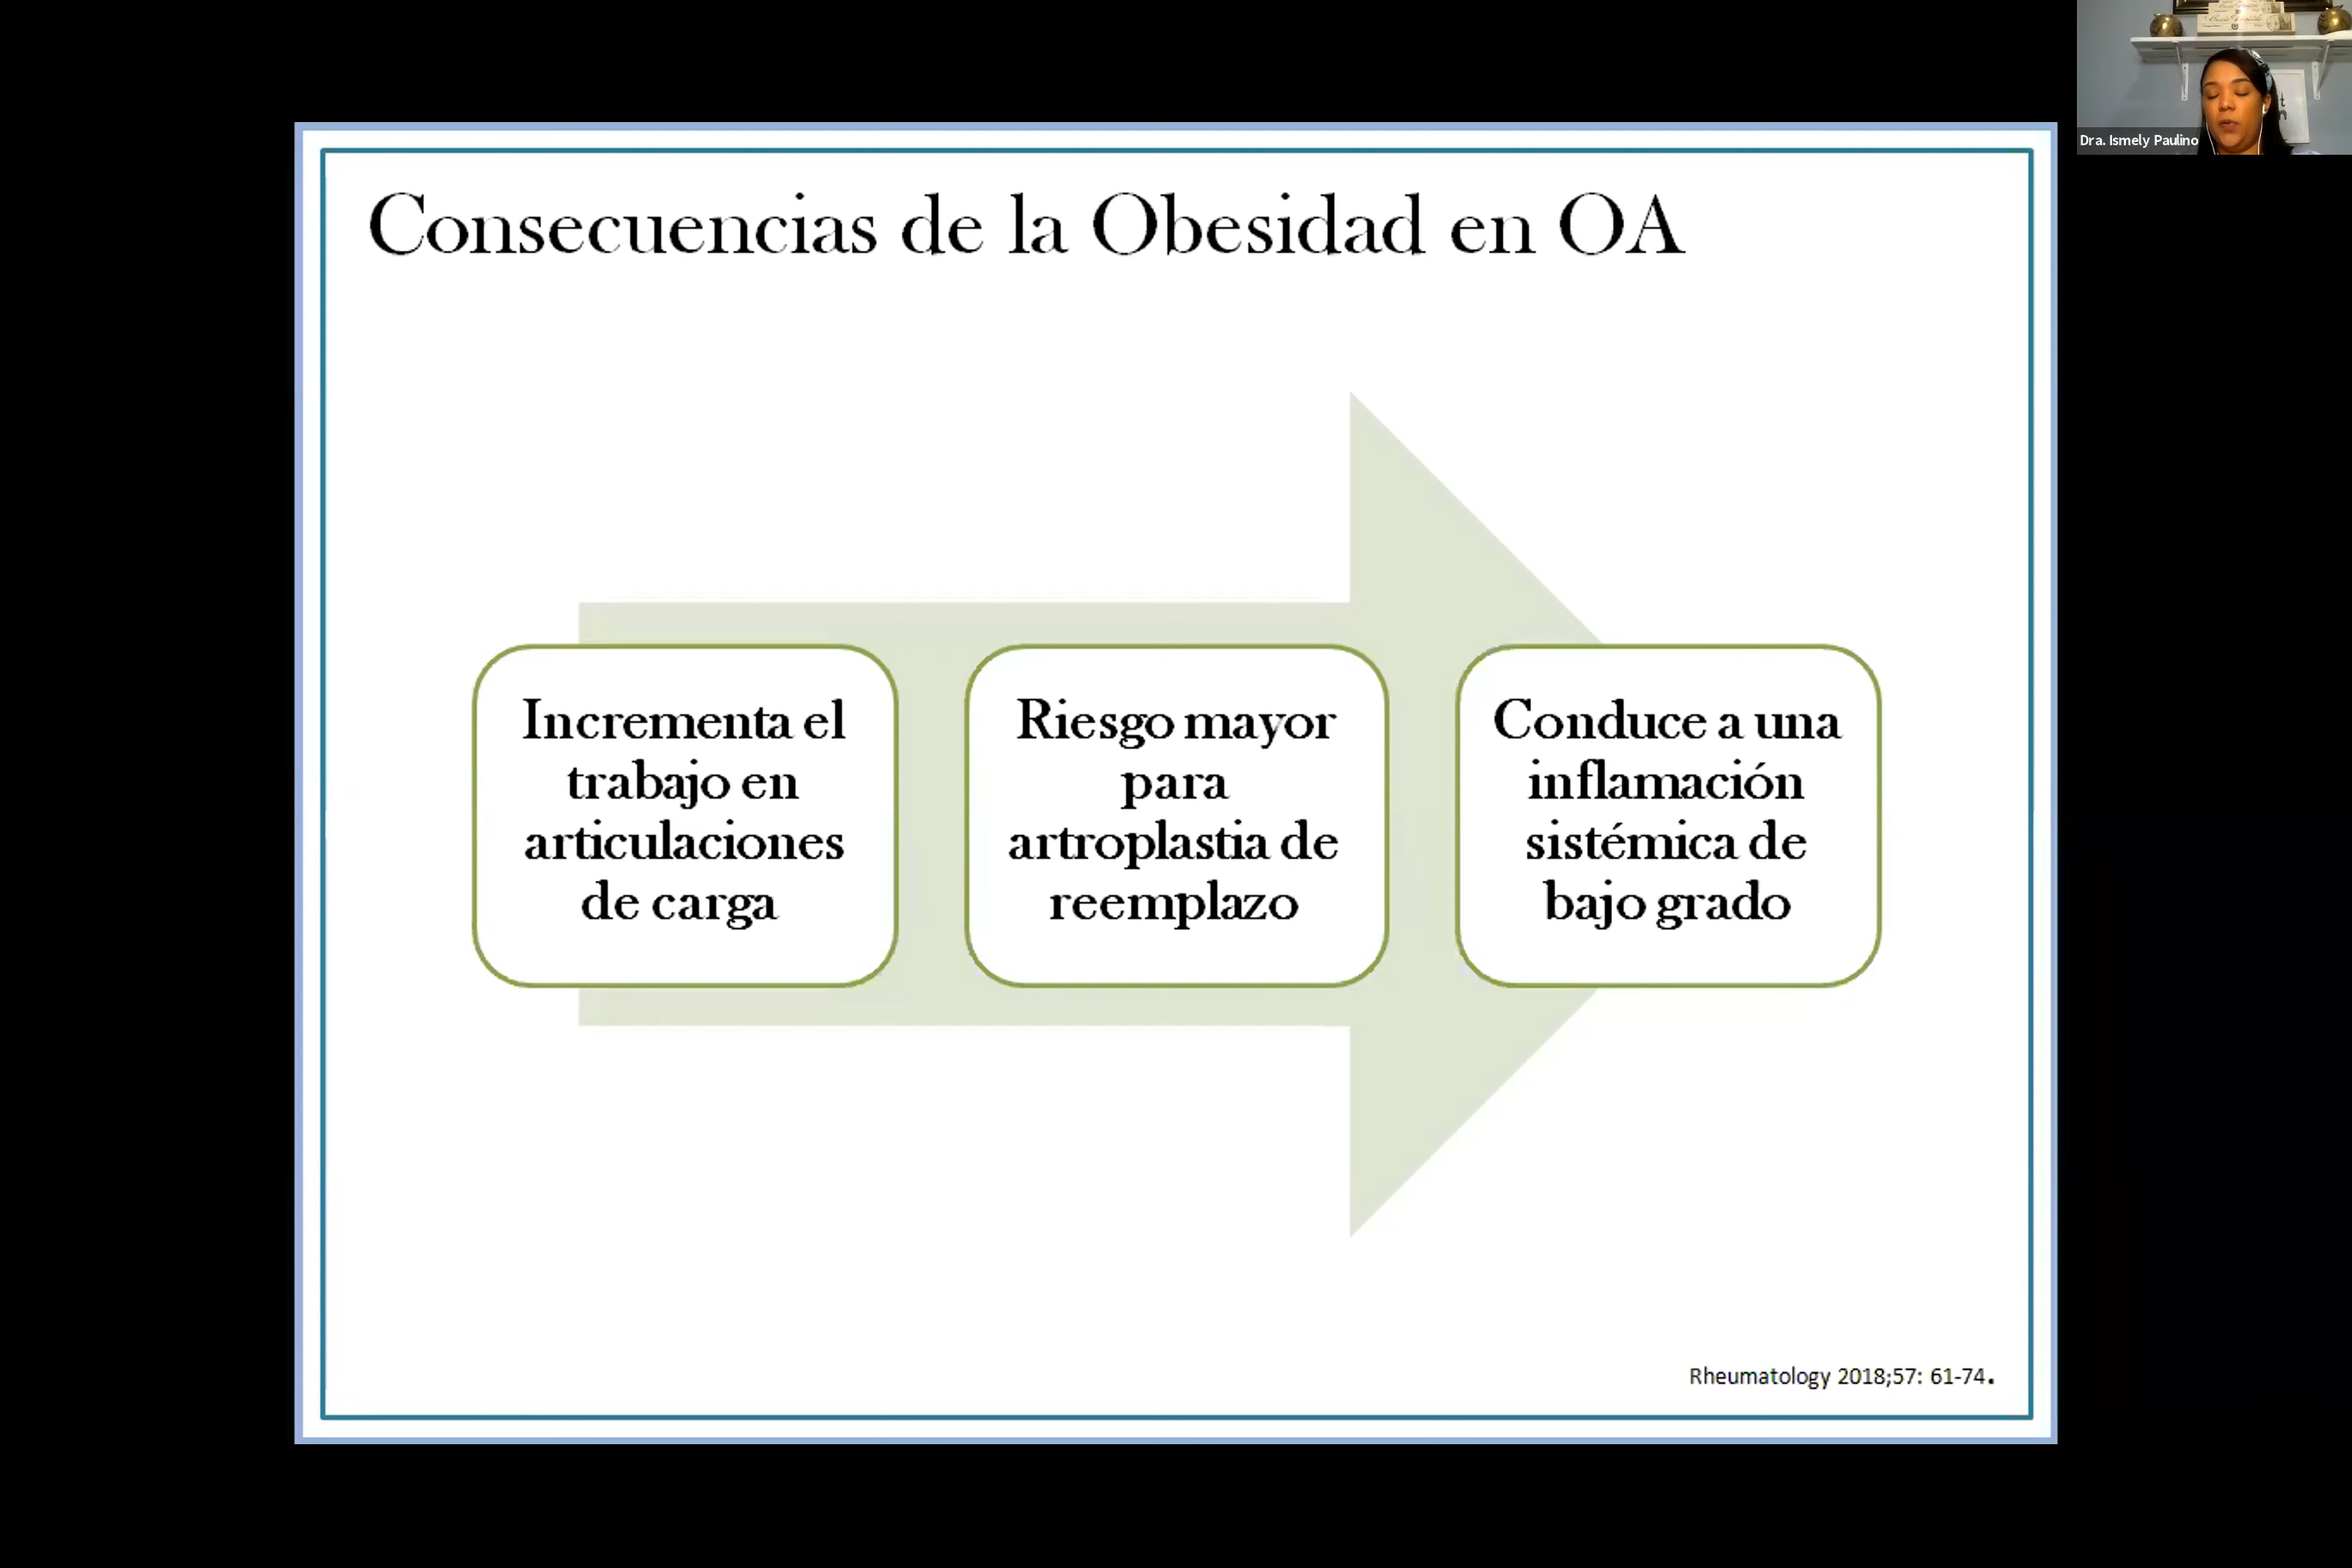 Dra. Ismely Paulino
Consecuencias de la Obesidad en OA
Incrementa el
trabajo en
articulaciones
de carga
Riesgo mayor
para
artroplastia de
reemplazo
Conduce a una
inflamación
sistémica de
bajo grado
Rheumatology 2018;57: 61-74.